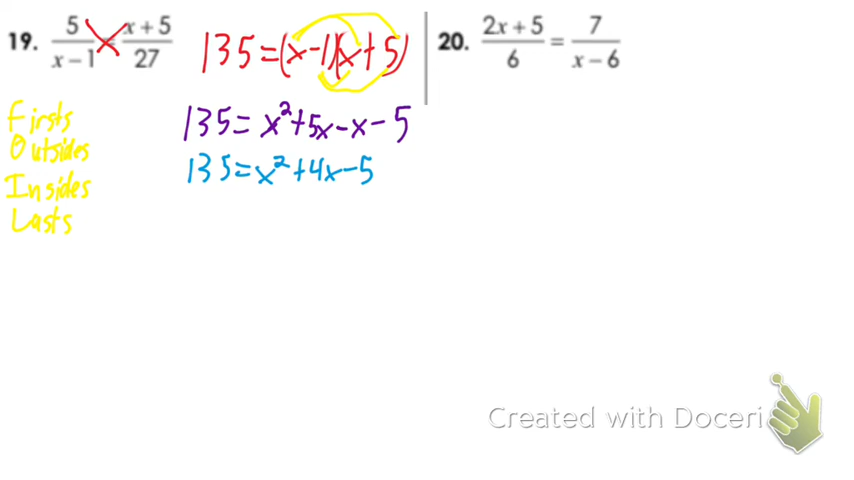 19. 5/(x − 1) = (x + 5)/27
135 = (x − 1)(x + 5)
20. (2x + 5)/6 = 7/(x − 6)
Firsts
Outsides
Insides
Lasts
135 = x² + 5x − x − 5
135 = x² + 4x − 5
Created with Doceri